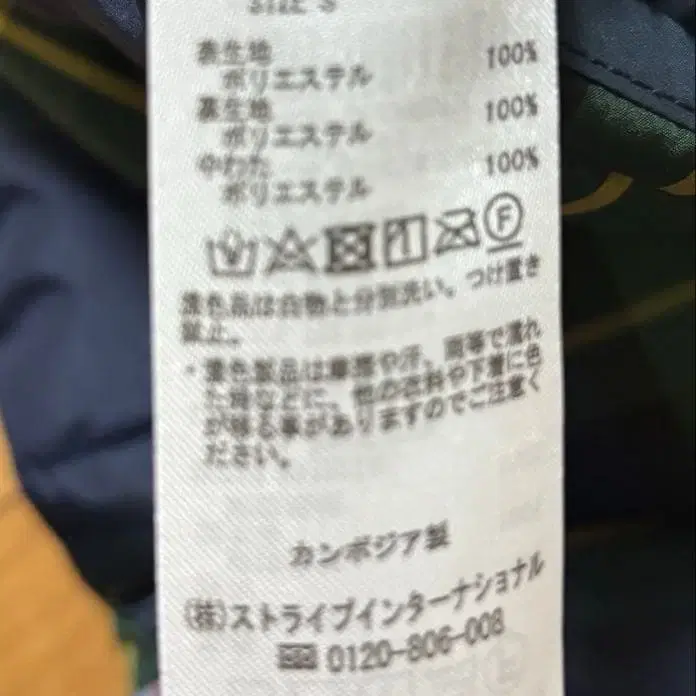 SIZE S
表生地
ポリエステル 100%
裏生地
ポリエステル 100%
中わた
ポリエステル 100%
F
濃色品は白物と分別洗い。つけ置き
禁止。
・濃色製品は摩擦や汗、雨等で濡れ
た時などに、他の衣料や下着に色
が移る事がありますのでご注意く
ださい。
カンボジア製
(株)ストライプインターナショナル
0120-806-008